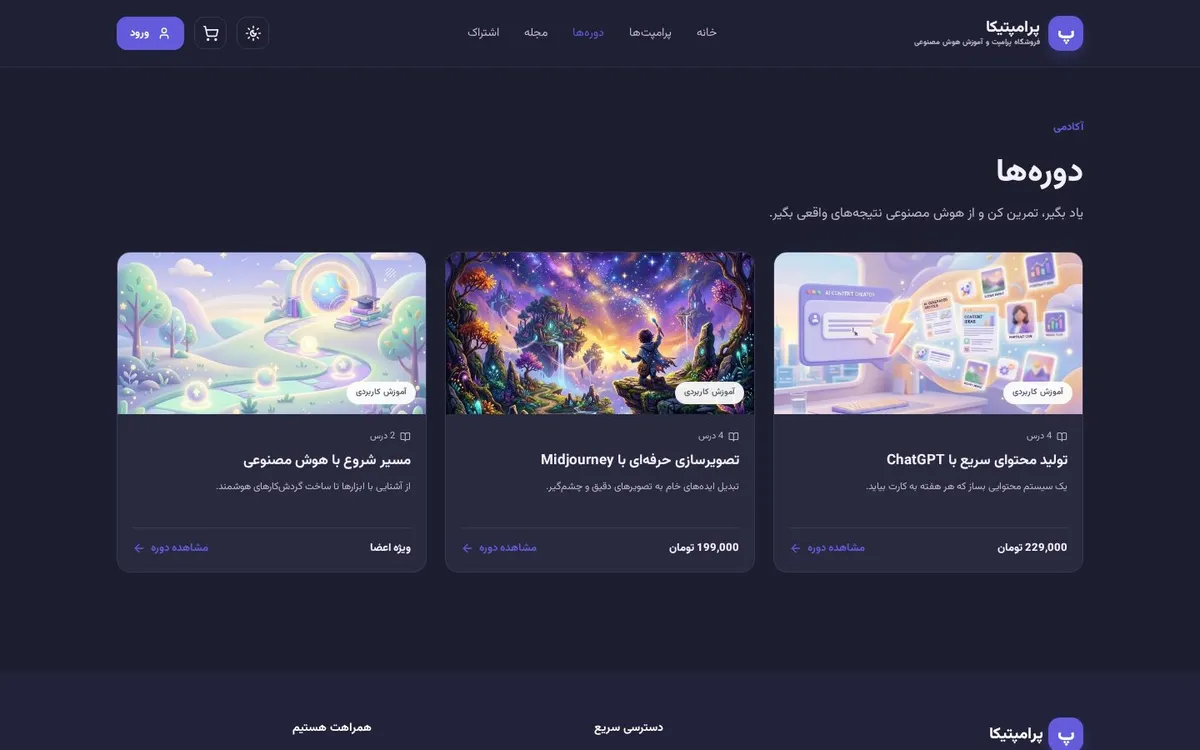 پرامپتیکا
فروشگاه پرامپت و آموزش هوش مصنوعی
خانه
پرامپت‌ها
دوره‌ها
مجله
اشتراک
ورود
آکادمی
دوره‌ها
یاد بگیر، تمرین کن و از هوش مصنوعی نتیجه‌های واقعی بگیر.
AI CONTENT CREATOR
آموزش کاربردی
4 درس
تولید محتوای سریع با ChatGPT
یک سیستم محتوایی بساز که هر هفته به کارت بیاید.
229,000 تومان
مشاهده دوره
آموزش کاربردی
4 درس
تصویرسازی حرفه‌ای با Midjourney
تبدیل ایده‌های خام به تصویرهای دقیق و چشم‌گیر.
199,000 تومان
مشاهده دوره
آموزش کاربردی
2 درس
مسیر شروع با هوش مصنوعی
از آشنایی با ابزارها تا ساخت گردش‌کارهای هوشمند.
ویژه اعضا
مشاهده دوره
پ پرامپتیکا
دسترسی سریع
همراهت هستیم